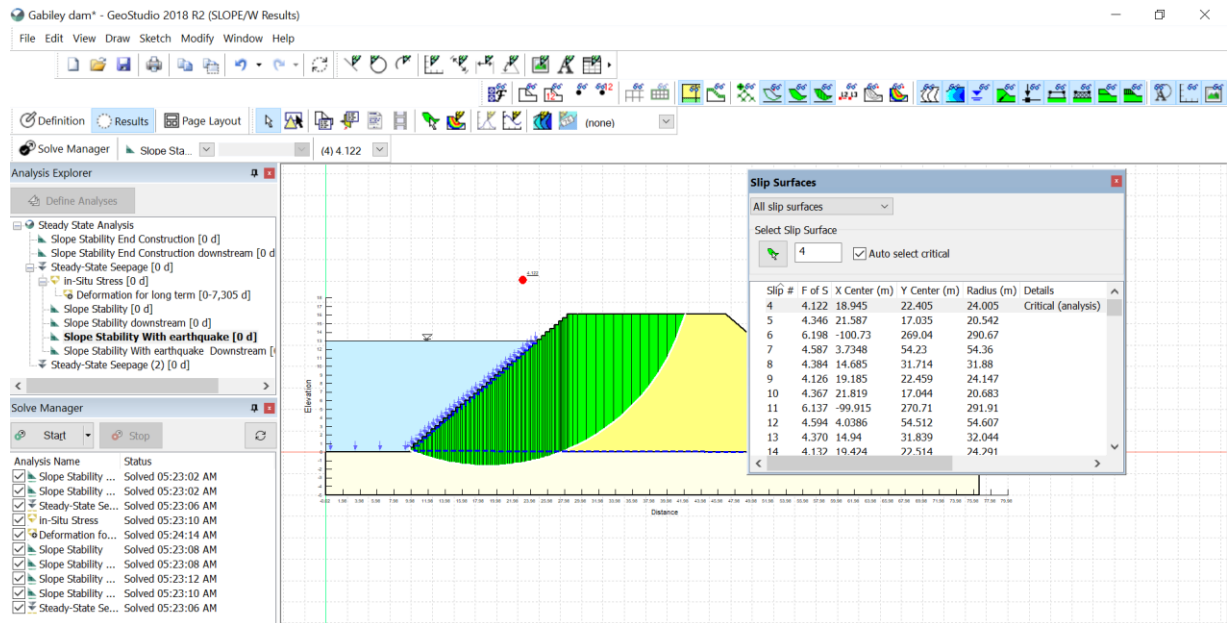 Gabiley dam* - GeoStudio 2018 R2 (SLOPE/W Results)
File Edit View Draw Sketch Modify Window Help
Definition Results Page Layout (none)
Solve Manager Slope Sta... (4) 4.122
Analysis Explorer
Define Analyses
Steady State Analysis
Slope Stability End Construction [0 d]
Slope Stability End Construction downstream [0 d
Steady-State Seepage [0 d]
in-Situ Stress [0 d]
Deformation for long term [0-7,305 d]
Slope Stability [0 d]
Slope Stability downstream [0 d]
Slope Stability With earthquake [0 d]
Slope Stability With earthquake Downstream [
Steady-State Seepage (2) [0 d]
Solve Manager
Start Stop
Analysis Name Status
Slope Stability ... Solved 05:23:02 AM
Slope Stability ... Solved 05:23:02 AM
Steady-State Se... Solved 05:23:06 AM
in-Situ Stress Solved 05:23:10 AM
Deformation fo... Solved 05:24:14 AM
Slope Stability Solved 05:23:08 AM
Slope Stability ... Solved 05:23:08 AM
Slope Stability ... Solved 05:23:12 AM
Slope Stability ... Solved 05:23:10 AM
Steady-State Se... Solved 05:23:06 AM
4.122
Elevation
Distance
Slip Surfaces
All slip surfaces
Select Slip Surface
4 Auto select critical
Slip # F of S X Center (m) Y Center (m) Radius (m) Details
4 4.122 18.945 22.405 24.005 Critical (analysis)
5 4.346 21.587 17.035 20.542
6 6.198 -100.73 269.04 290.67
7 4.587 3.7348 54.23 54.36
8 4.384 14.685 31.714 31.88
9 4.126 19.185 22.459 24.147
10 4.367 21.819 17.044 20.683
11 6.137 -99.915 270.71 291.91
12 4.594 4.0386 54.512 54.607
13 4.370 14.94 31.839 32.044
14 4.132 19.424 22.514 24.291